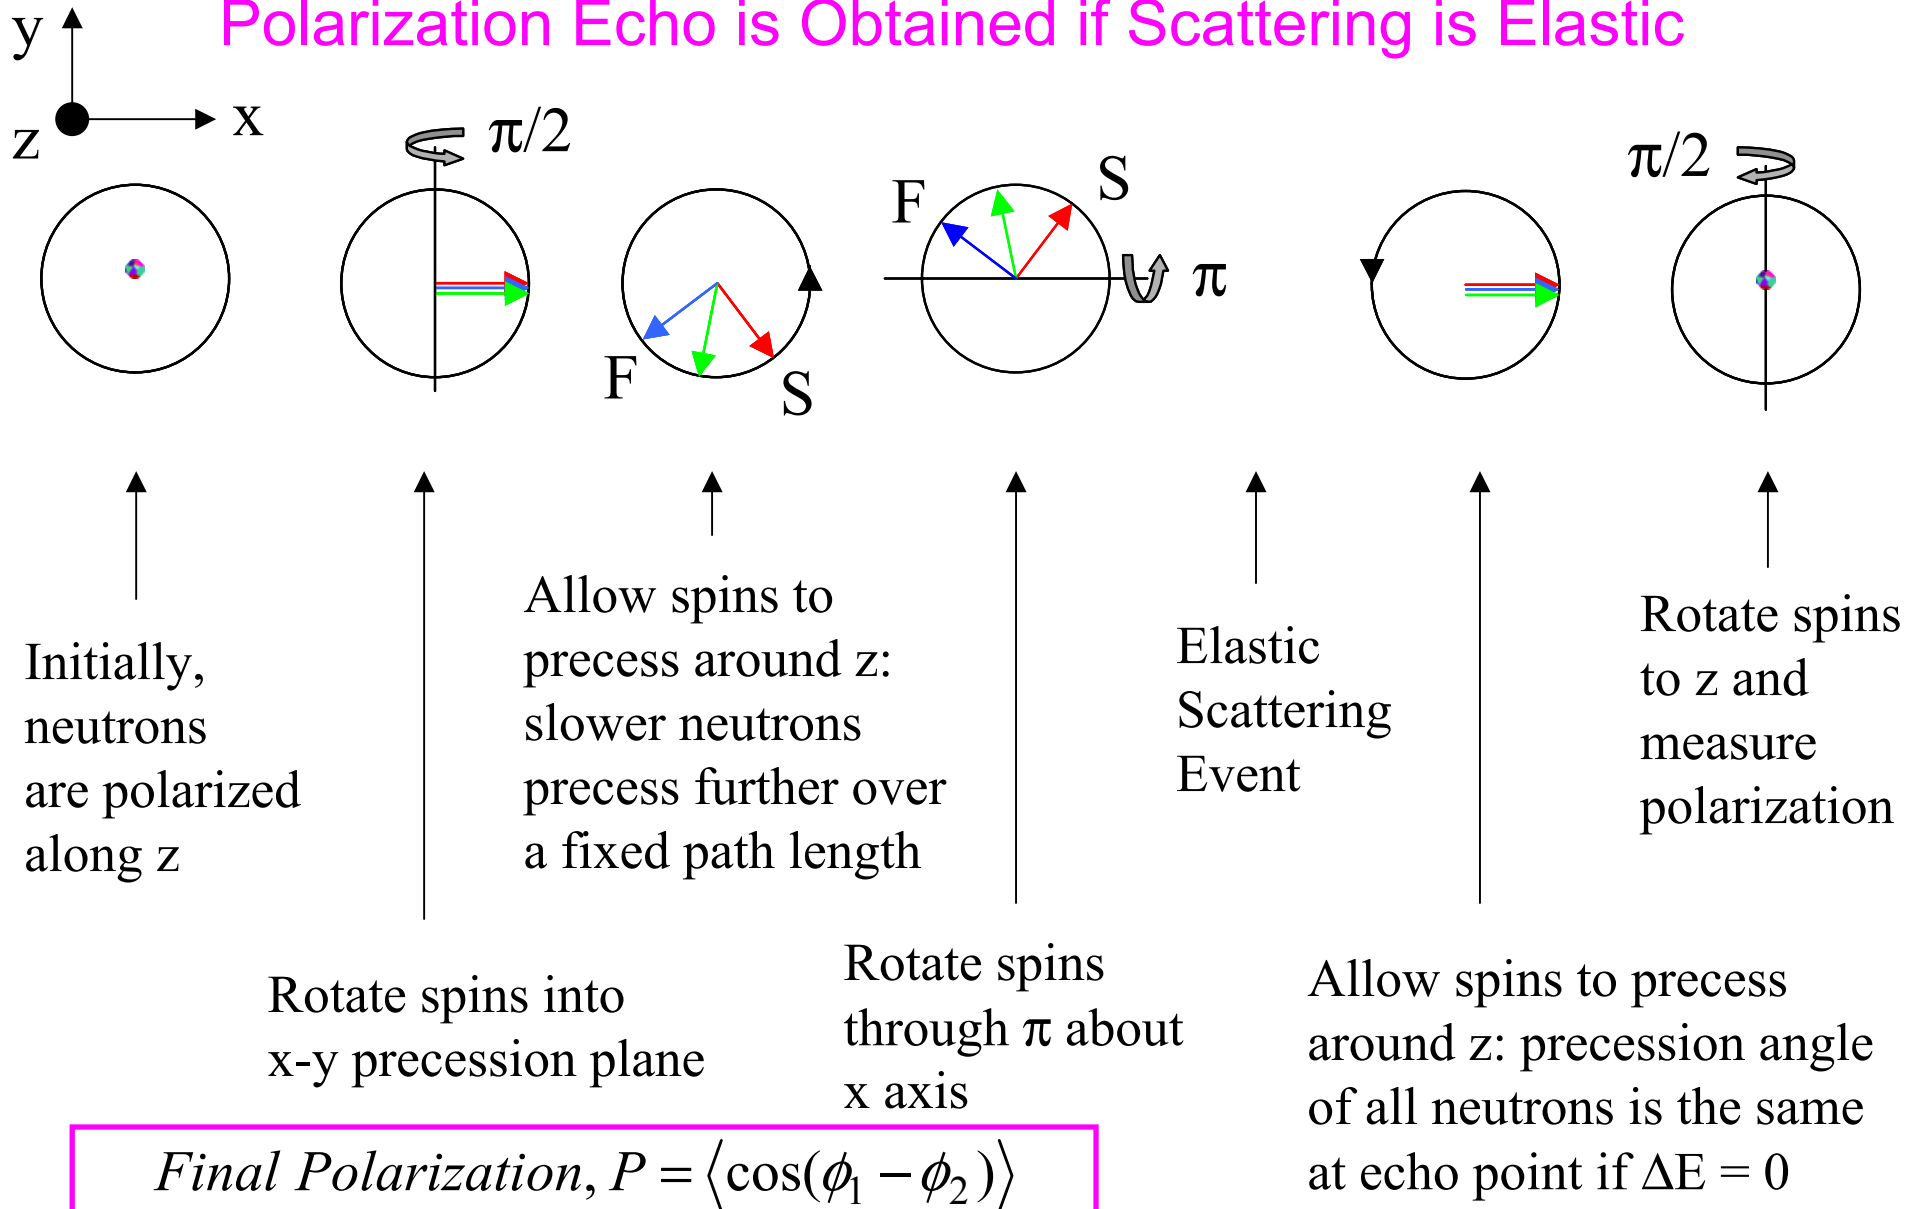 Polarization Echo is Obtained if Scattering is Elastic
y
x
z
π/2
F
S
F
S
π
π/2
Initially,
neutrons
are polarized
along z
Rotate spins into
x-y precession plane
Allow spins to
precess around z:
slower neutrons
precess further over
a fixed path length
Rotate spins
through π about
x axis
Elastic
Scattering
Event
Allow spins to precess
around z: precession angle
of all neutrons is the same
at echo point if ΔE = 0
Rotate spins
to z and
measure
polarization
Final Polarization, P = ⟨cos(ϕ₁ − ϕ₂)⟩